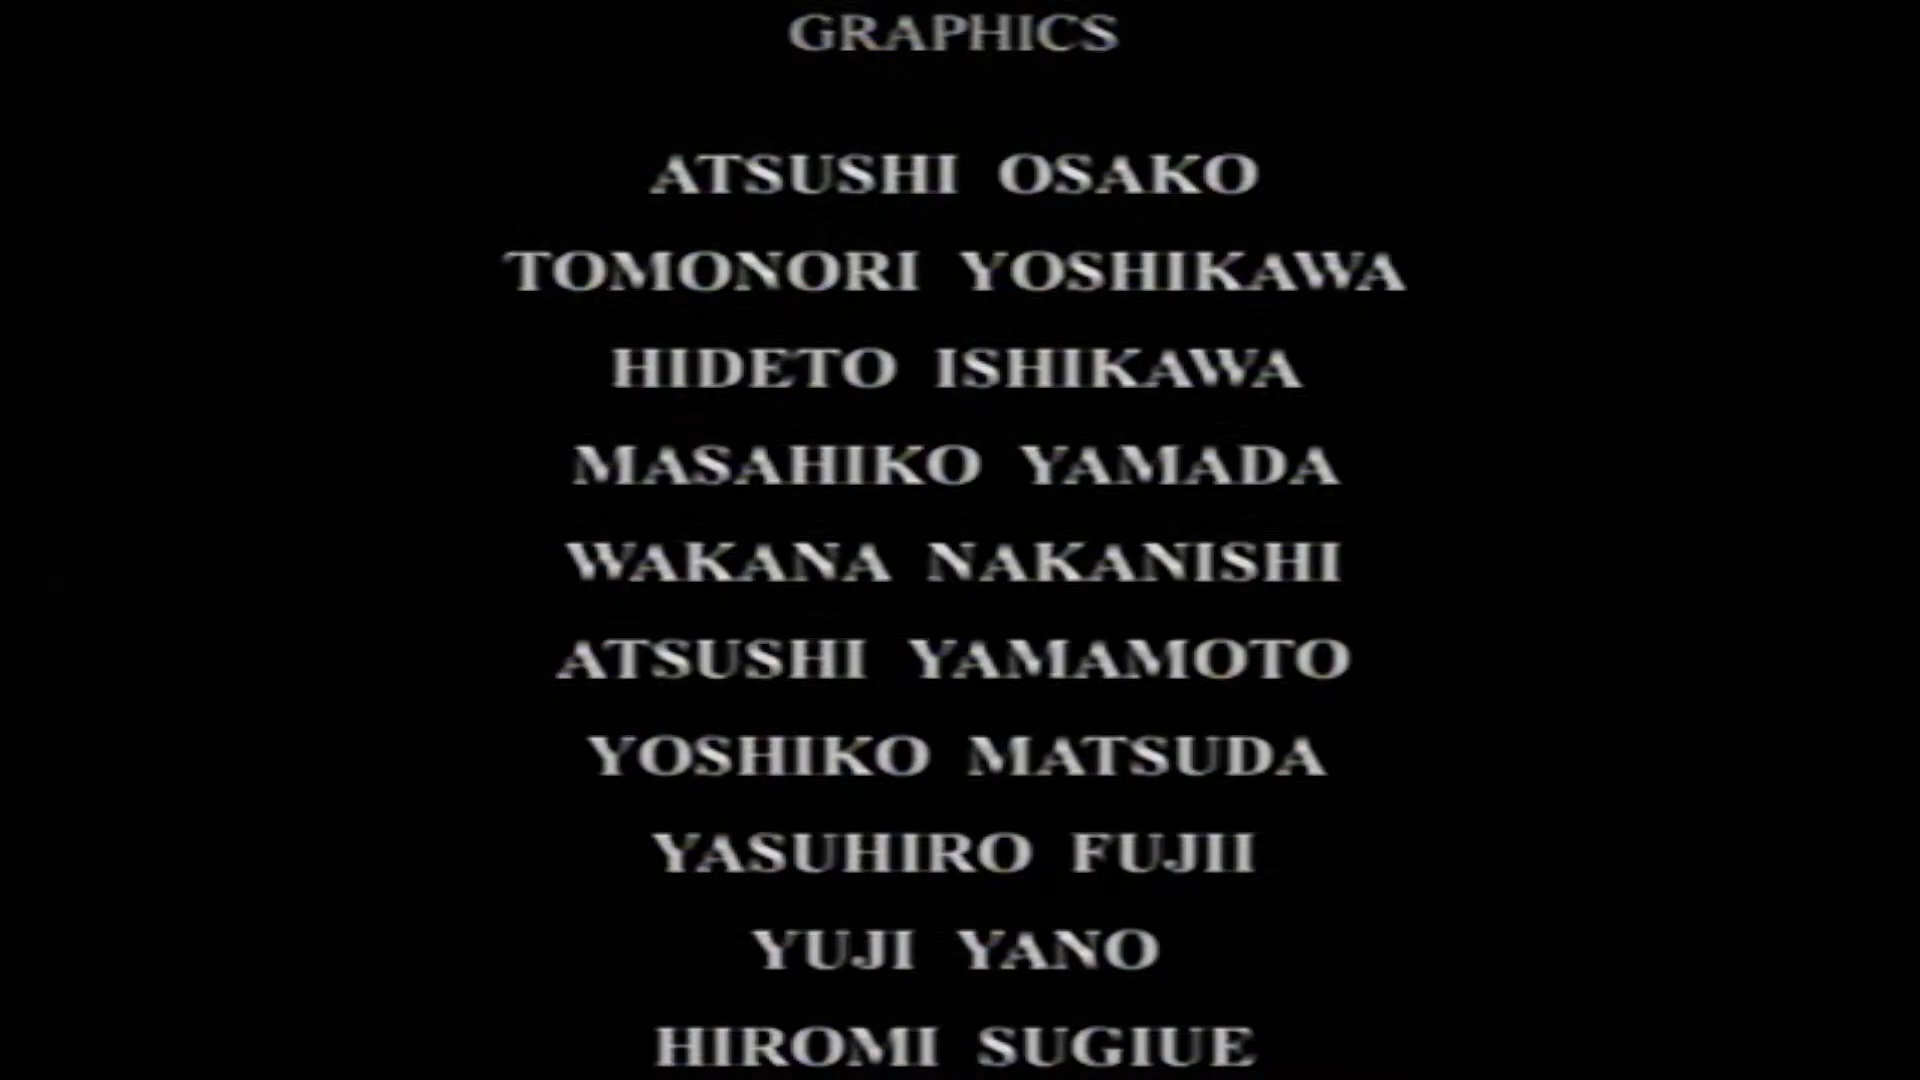 GRAPHICS
ATSUSHI OSAKO
TOMONORI YOSHIKAWA
HIDETO ISHIKAWA
MASAHIKO YAMADA
WAKANA NAKANISHI
ATSUSHI YAMAMOTO
YOSHIKO MATSUDA
YASUHIRO FUJII
YUJI YANO
HIROMI SUGIUE